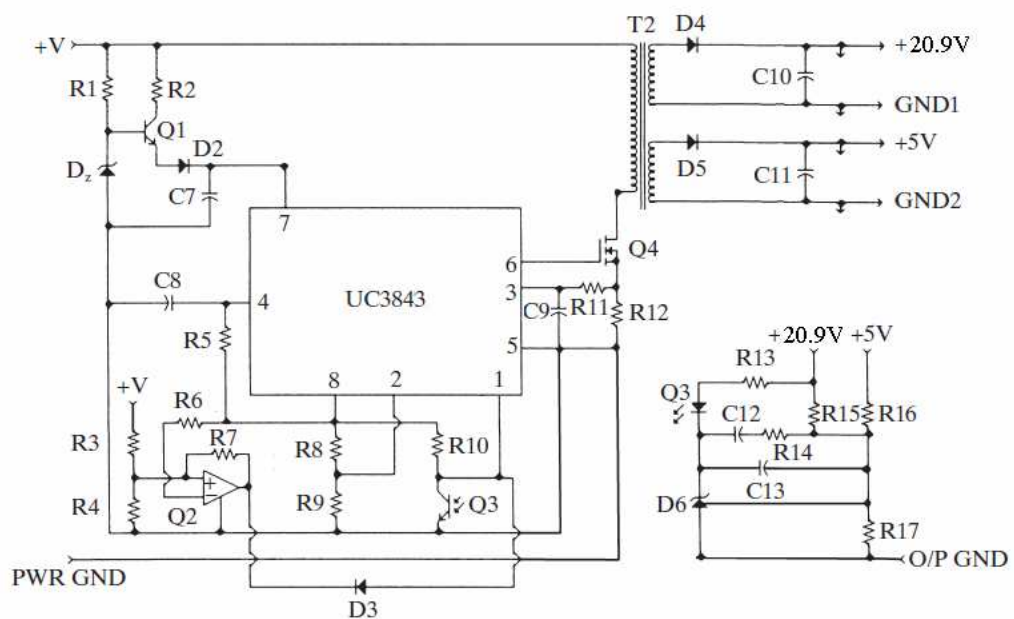 T2 D4
+V
+20.9V
R1 R2
C10
Q1
GND1
D2
+5V
Dz
D5
C7
C11
7
GND2
6
Q4
C8
3
4
UC3843
R11
C9
R12
R5
5
+20.9V +5V
8 2 1
R13
+V
R6
Q3
R7
C12
R15 R16
R3
R8
R10
R14
+
C13
R4
−
R9
Q3
D6
Q2
R17
PWR GND
O/P GND
D3